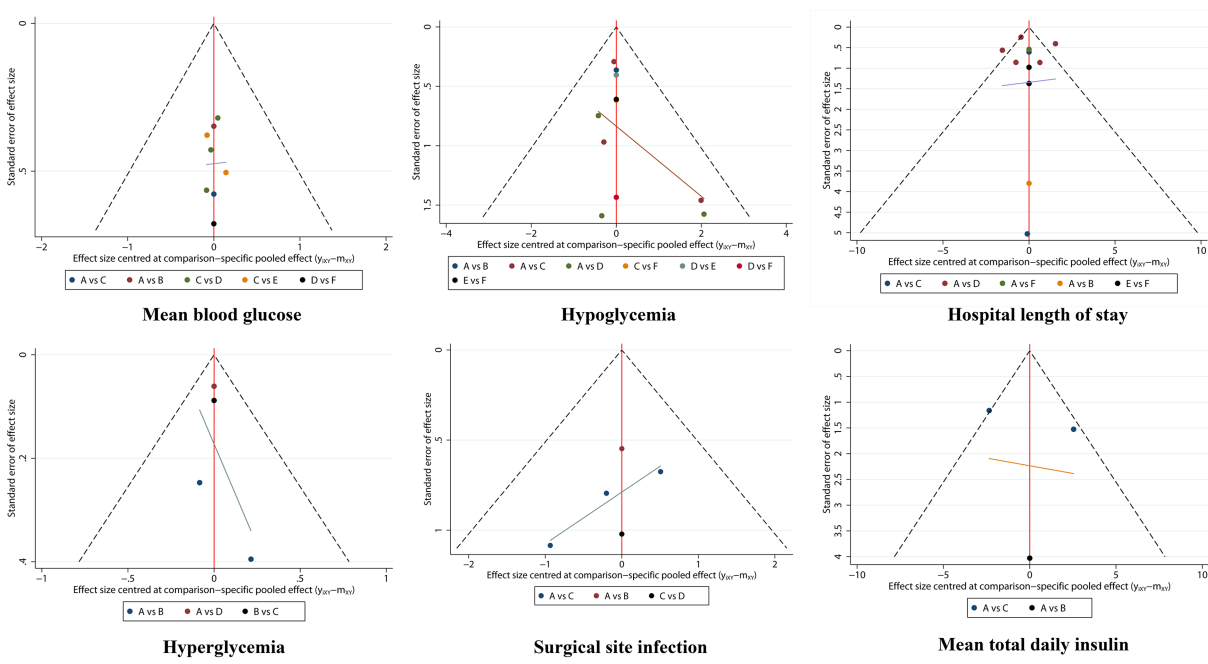 0
.5
Standard error of effect size
−2
−1
0
1
2
Effect size centred at comparison−specific pooled effect (yiXY−mXY)
A vs C
A vs B
C vs D
C vs E
D vs F
Mean blood glucose
0
.5
1
1.5
Standard error of effect size
−4
−2
0
2
4
Effect size centred at comparison−specific pooled effect (yiXY−mXY)
A vs B
A vs C
A vs D
C vs F
D vs E
D vs F
E vs F
Hypoglycemia
0
.5
1
1.5
2
2.5
3
3.5
4
4.5
5
Standard error of effect size
−10
−5
0
5
10
Effect size centred at comparison−specific pooled effect (yiXY−mXY)
A vs C
A vs D
A vs F
A vs B
E vs F
Hospital length of stay
0
.2
.4
Standard error of effect size
−1
−.5
0
.5
1
Effect size centred at comparison−specific pooled effect (yiXY−mXY)
A vs B
A vs D
B vs C
Hyperglycemia
0
.5
1
Standard error of effect size
−2
−1
0
1
2
Effect size centred at comparison−specific pooled effect (yiXY−mXY)
A vs C
A vs B
C vs D
Surgical site infection
0
.5
1
1.5
2
2.5
3
3.5
4
Standard error of effect size
−10
−5
0
5
10
Effect size centred at comparison−specific pooled effect (yiXY−mXY)
A vs C
A vs B
Mean total daily insulin